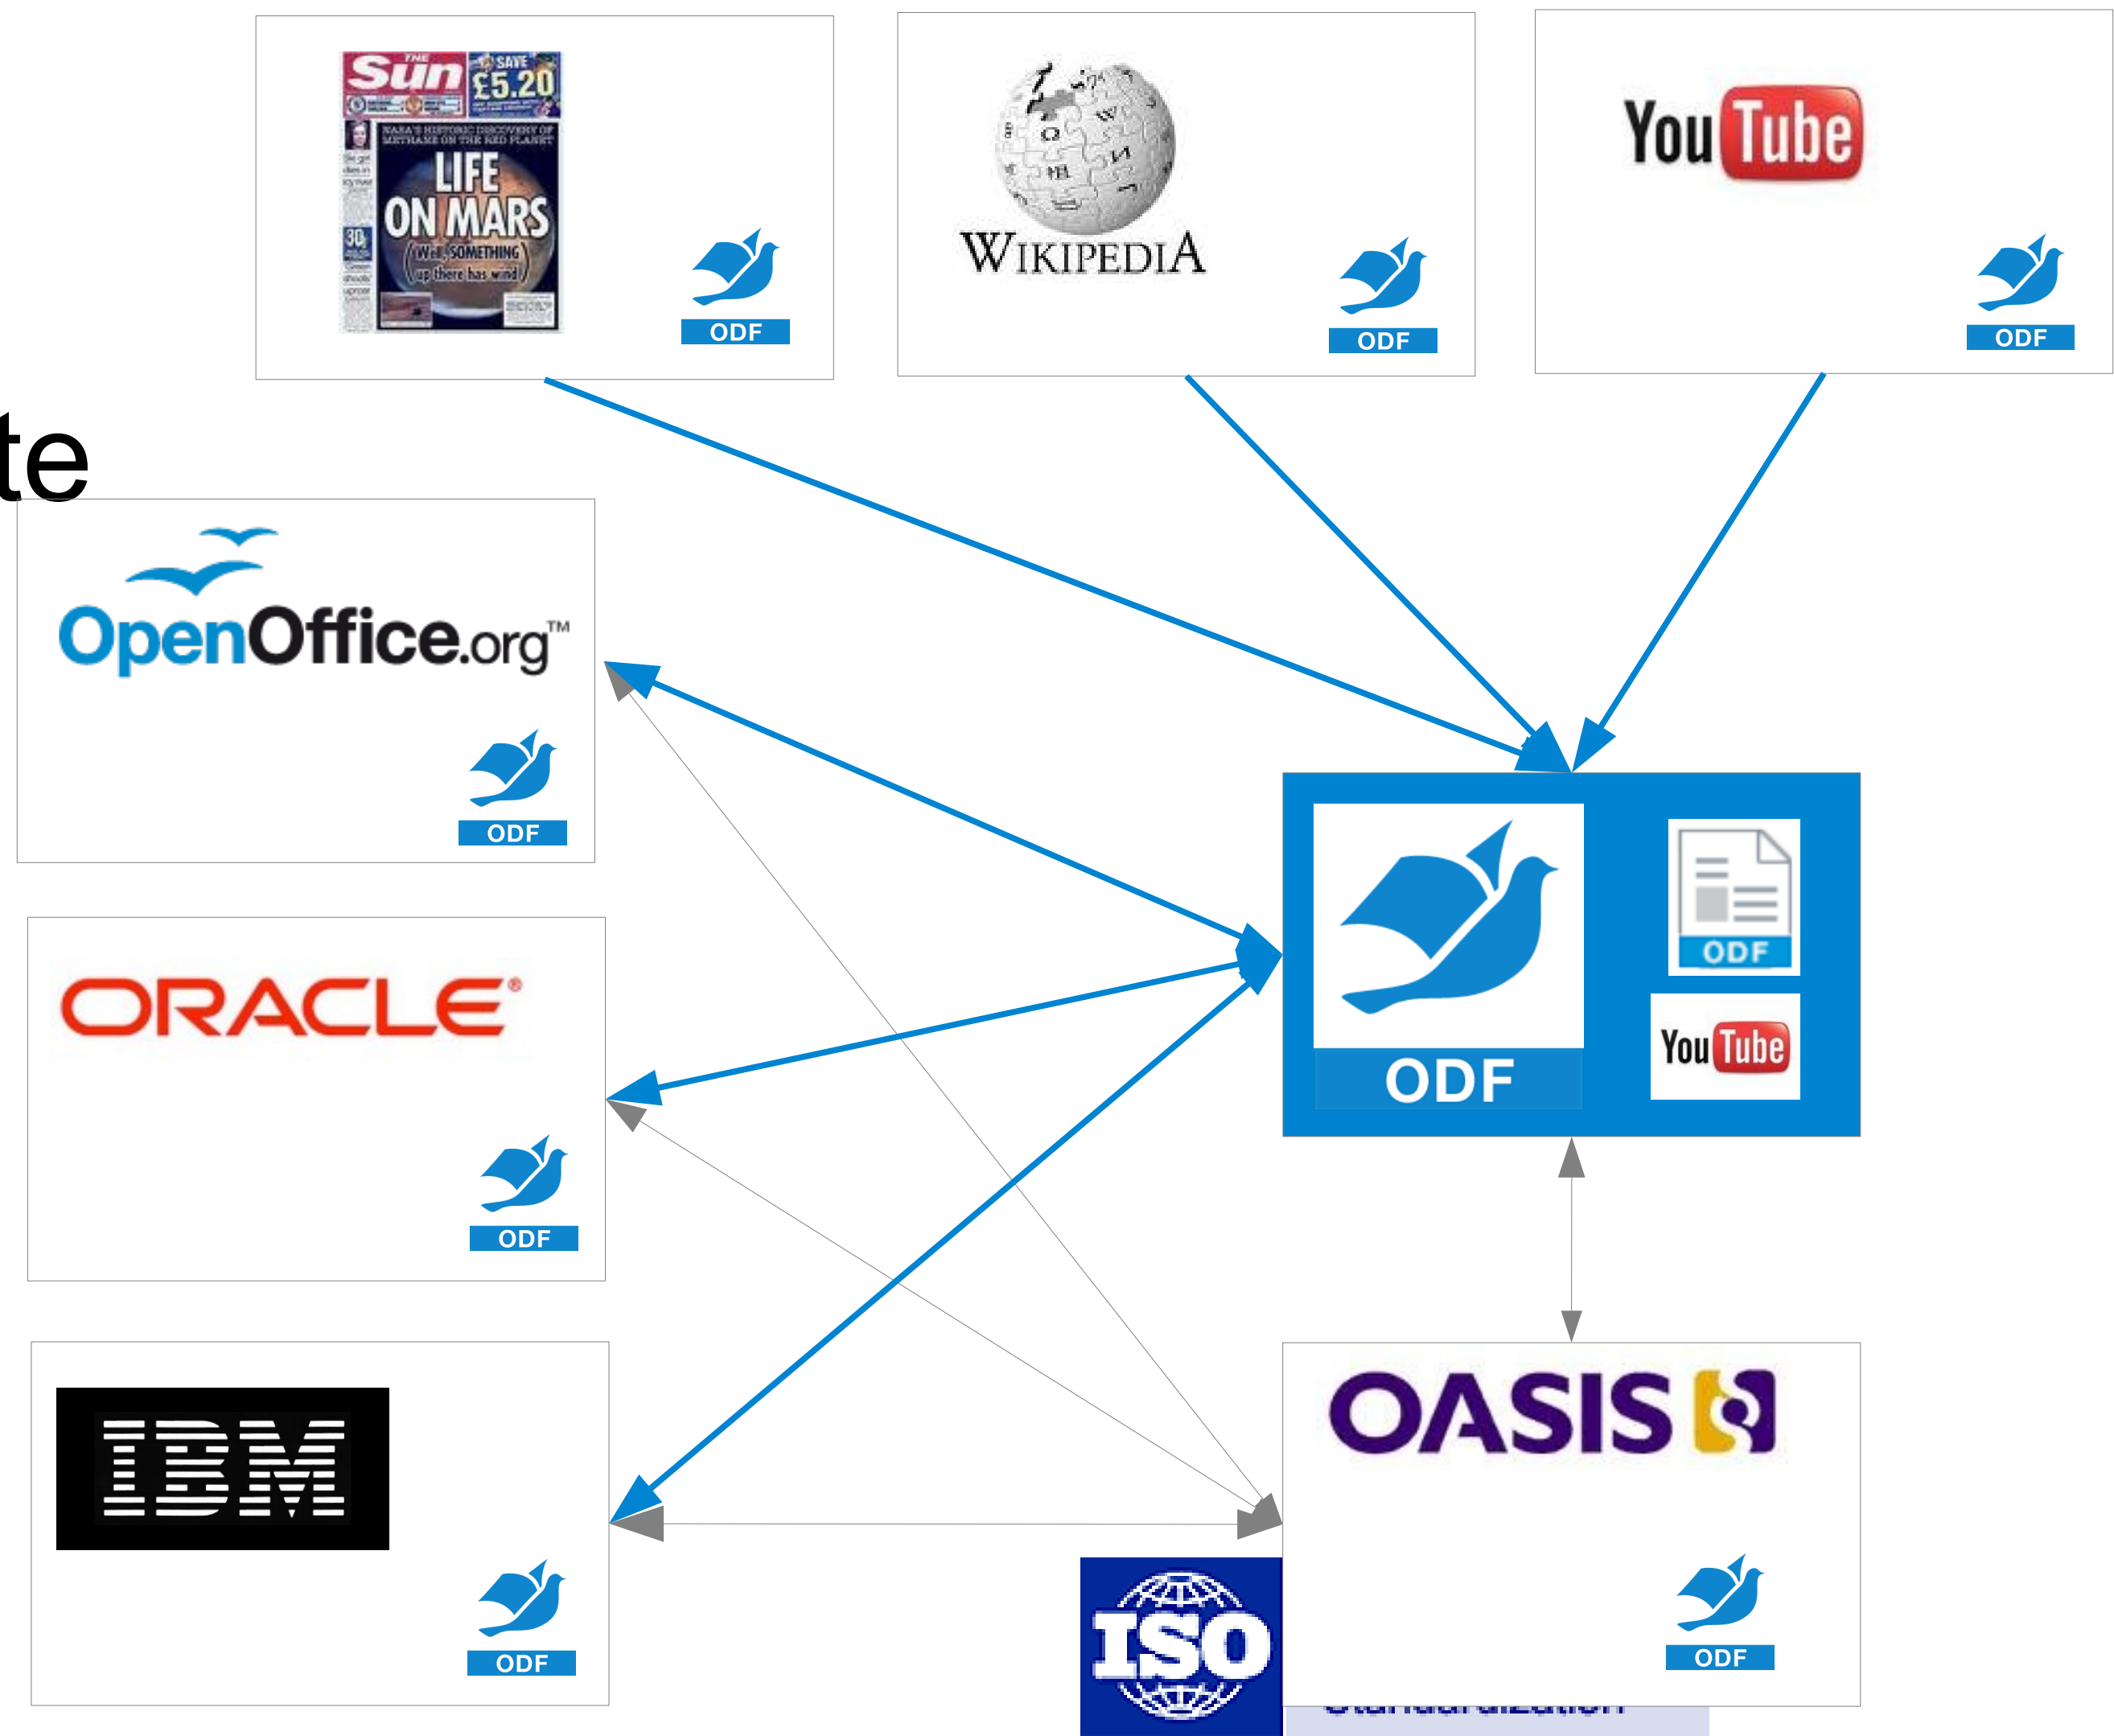 THE
Sun
SAVE
£5.20
NASA'S HISTORIC DISCOVERY OF
METHANE ON THE RED PLANET
LIFE
ON MARS
(Well, SOMETHING
up there has wind)
30
ODF
WIKIPEDIA
ODF
YouTube
ODF
te
OpenOffice.org™
ODF
ODF
ODF
YouTube
ORACLE®
ODF
IBM
ODF
OASIS
ODF
ISO